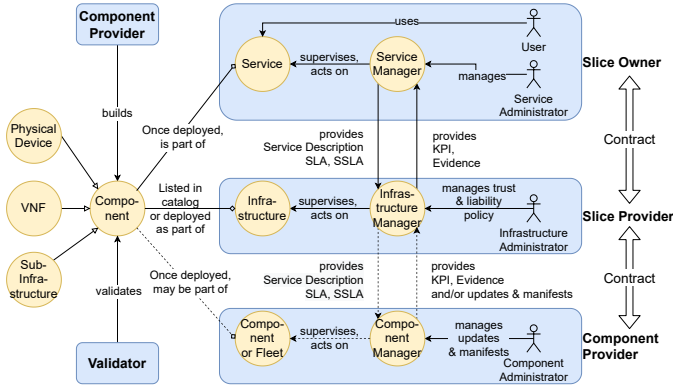 Component
Provider
uses
User
Service
supervises,
acts on
Service
Manager
manages
Service
Administrator
Slice Owner
builds
Physical
Device
Once deployed,
is part of
provides
Service Description
SLA, SSLA
provides
KPI,
Evidence
Contract
VNF
Compo-
nent
Listed in
catalog
or deployed
as part of
Infra-
structure
supervises,
acts on
Infra-
structure
Manager
manages trust
& liability
policy
Infrastructure
Administrator
Slice Provider
Sub-
Infra-
structure
Once deployed,
may be part of
provides
Service Description
SLA, SSLA
provides
KPI, Evidence
and/or updates & manifests
Contract
validates
Compo-
nent
or Fleet
supervises,
acts on
Compo-
nent
Manager
manages
updates
& manifests
Component
Administrator
Component
Provider
Validator